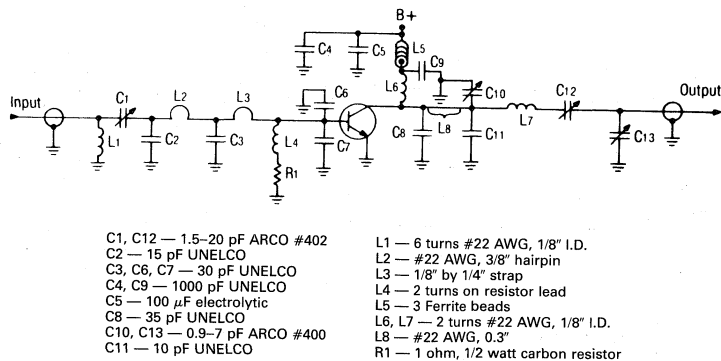 B+
C4
C5
L5
C9
L6
C6
C10
C12
Output
Input
C1
L2
L3
L7
L1
C2
C3
L4
C7
C8
L8
C11
C13
R1
C1, C12 — 1.5–20 pF ARCO #402
C2 — 15 pF UNELCO
C3, C6, C7 — 30 pF UNELCO
C4, C9 — 1000 pF UNELCO
C5 — 100 µF electrolytic
C8 — 35 pF UNELCO
C10, C13 — 0.9–7 pF ARCO #400
C11 — 10 pF UNELCO
L1 — 6 turns #22 AWG, 1/8" I.D.
L2 — #22 AWG, 3/8" hairpin
L3 — 1/8" by 1/4" strap
L4 — 2 turns on resistor lead
L5 — 3 Ferrite beads
L6, L7 — 2 turns #22 AWG, 1/8" I.D.
L8 — #22 AWG, 0.3"
R1 — 1 ohm, 1/2 watt carbon resistor